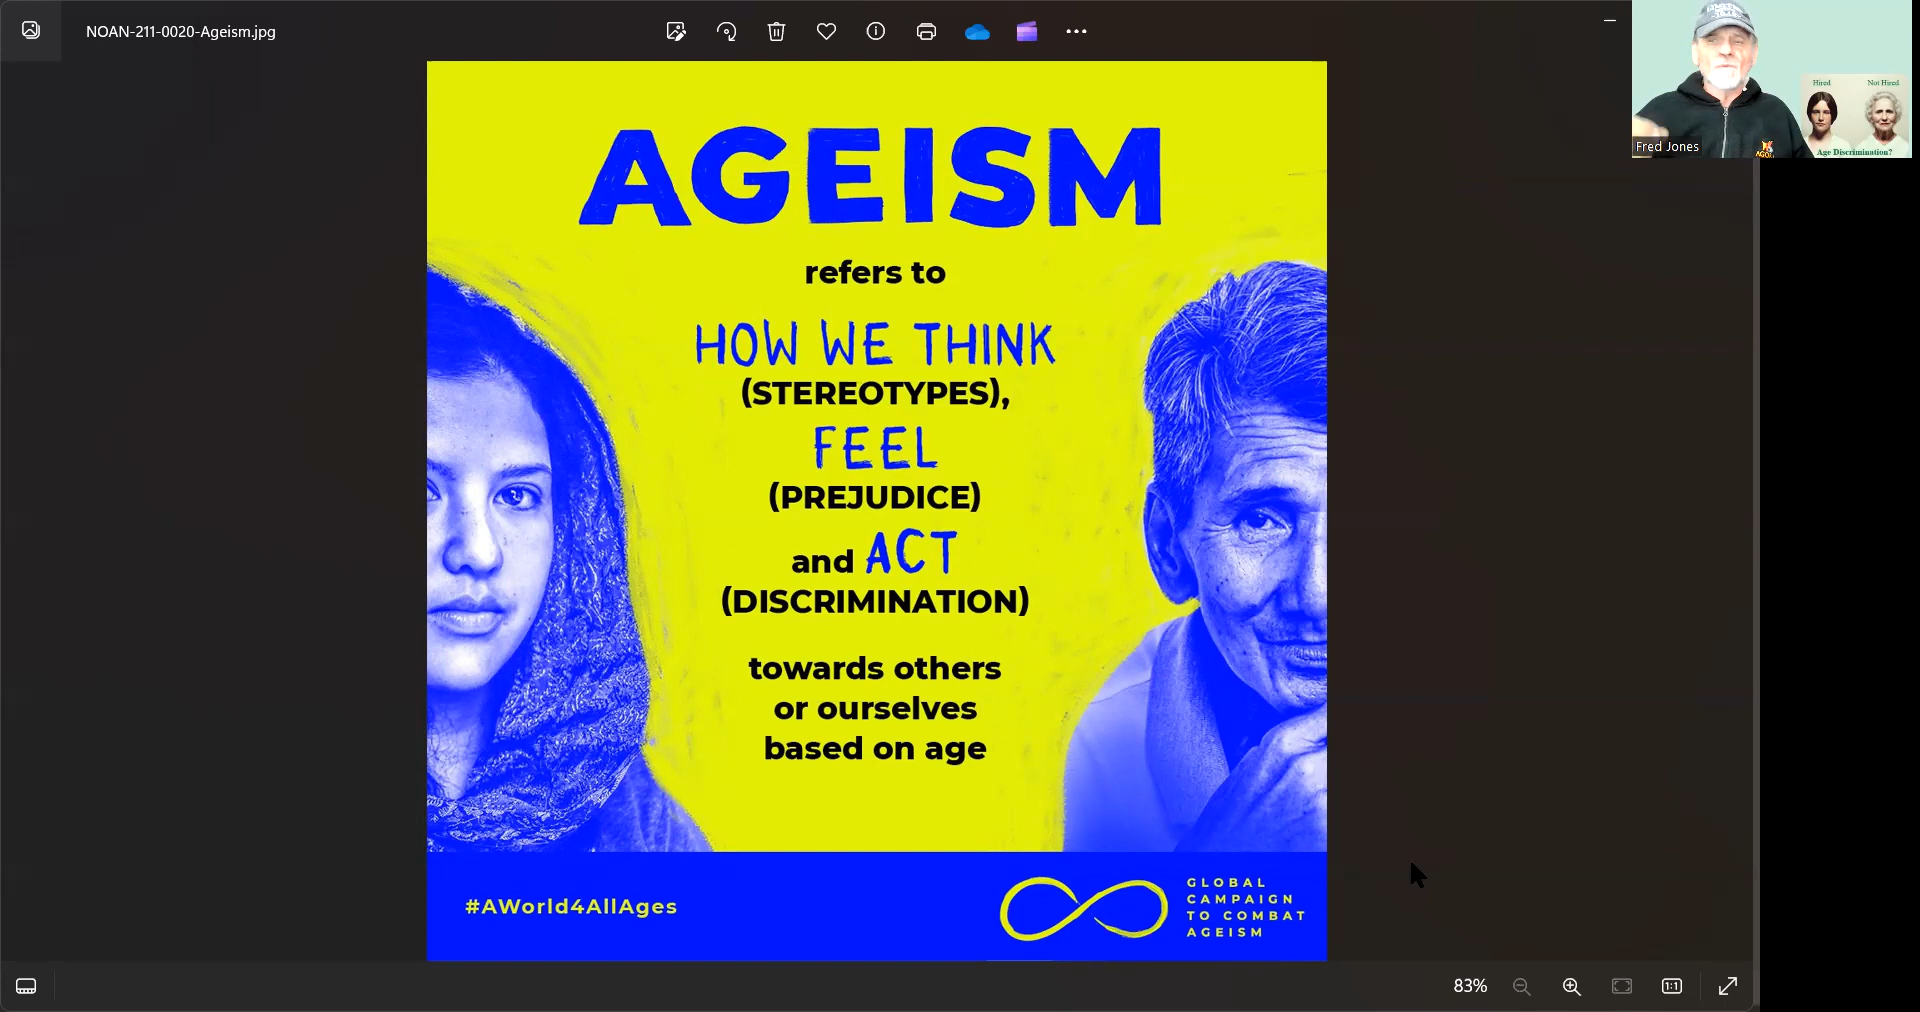 NOAN-211-0020-Ageism.jpg
AGEISM
refers to
HOW WE THINK
(STEREOTYPES),
FEEL
(PREJUDICE)
and ACT
(DISCRIMINATION)
towards others
or ourselves
based on age
#AWorld4AllAges
GLOBAL
CAMPAIGN
TO COMBAT
AGEISM
Hired Not Hired
Age Discrimination?
Fred Jones
83%
1:1